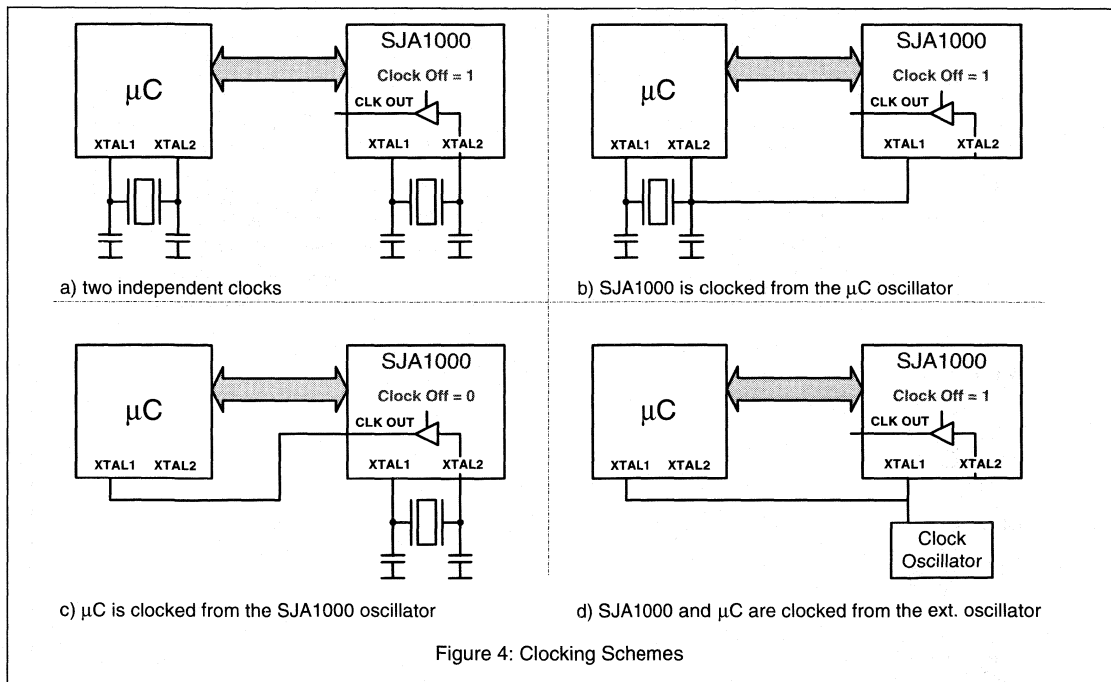 μC
XTAL1 XTAL2
SJA1000
Clock Off = 1
CLK OUT
XTAL1 XTAL2
a) two independent clocks
μC
XTAL1 XTAL2
SJA1000
Clock Off = 1
CLK OUT
XTAL1 XTAL2
b) SJA1000 is clocked from the μC oscillator
μC
XTAL1 XTAL2
SJA1000
Clock Off = 0
CLK OUT
XTAL1 XTAL2
c) μC is clocked from the SJA1000 oscillator
μC
XTAL1 XTAL2
SJA1000
Clock Off = 1
CLK OUT
XTAL1 XTAL2
Clock
Oscillator
d) SJA1000 and μC are clocked from the ext. oscillator
Figure 4: Clocking Schemes